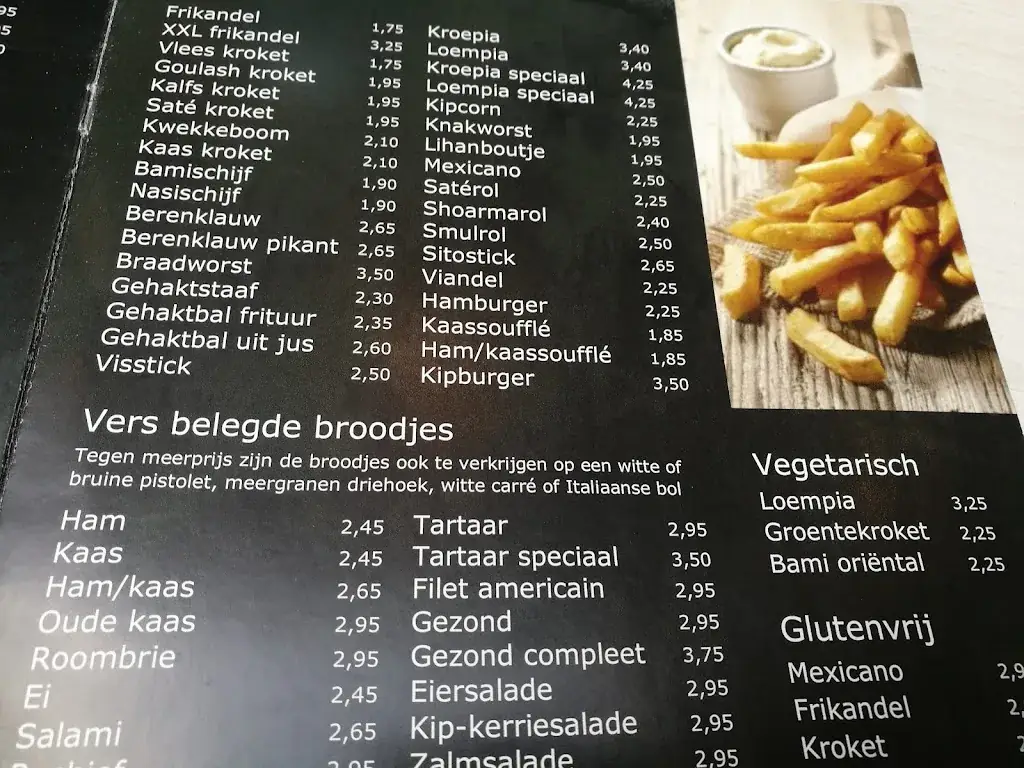 Frikandel 1,75
XXL frikandel 3,25
Vlees kroket 1,75
Goulash kroket 1,95
Kalfs kroket 1,95
Saté kroket 1,95
Kwekkeboom 2,10
Kaas kroket 2,10
Bamischijf 1,90
Nasischijf 1,90
Berenklauw 2,65
Berenklauw pikant 2,65
Braadworst 3,50
Gehaktstaaf 2,30
Gehaktbal frituur 2,35
Gehaktbal uit jus 2,60
Visstick 2,50
Kroepia 3,40
Loempia 3,40
Kroepia speciaal 4,25
Loempia speciaal 4,25
Kipcorn 2,25
Knakworst 1,95
Lihanboutje 1,95
Mexicano 2,50
Satérol 2,25
Shoarmarol 2,40
Smulrol 2,50
Sitostick 2,65
Viandel 2,25
Hamburger 2,25
Kaassoufflé 1,85
Ham/kaassoufflé 1,85
Kipburger 3,50
Vers belegde broodjes
Tegen meerprijs zijn de broodjes ook te verkrijgen op een witte of
bruine pistolet, meergranen driehoek, witte carré of Italiaanse bol
Ham 2,45
Kaas 2,45
Ham/kaas 2,65
Oude kaas 2,95
Roombrie 2,95
Ei 2,45
Salami 2,65
Tartaar 2,95
Tartaar speciaal 3,50
Filet americain 2,95
Gezond 2,95
Gezond compleet 3,75
Eiersalade 2,95
Kip-kerriesalade 2,95
Zalmsalade 2,95
Vegetarisch
Loempia 3,25
Groentekroket 2,25
Bami oriëntal 2,25
Glutenvrij
Mexicano
Frikandel
Kroket